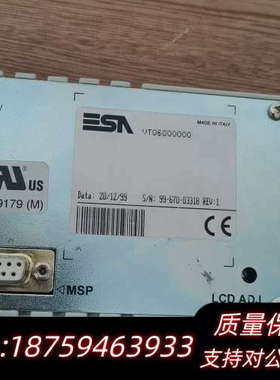 ESA
MADE IN ITALY
VT06000000
US
9179 (M)
Data: 20/12/99
S/N: 99-670-03318 REV:1
CE
MSP
LCD ADJ
质量保
:18759463933
支持对公